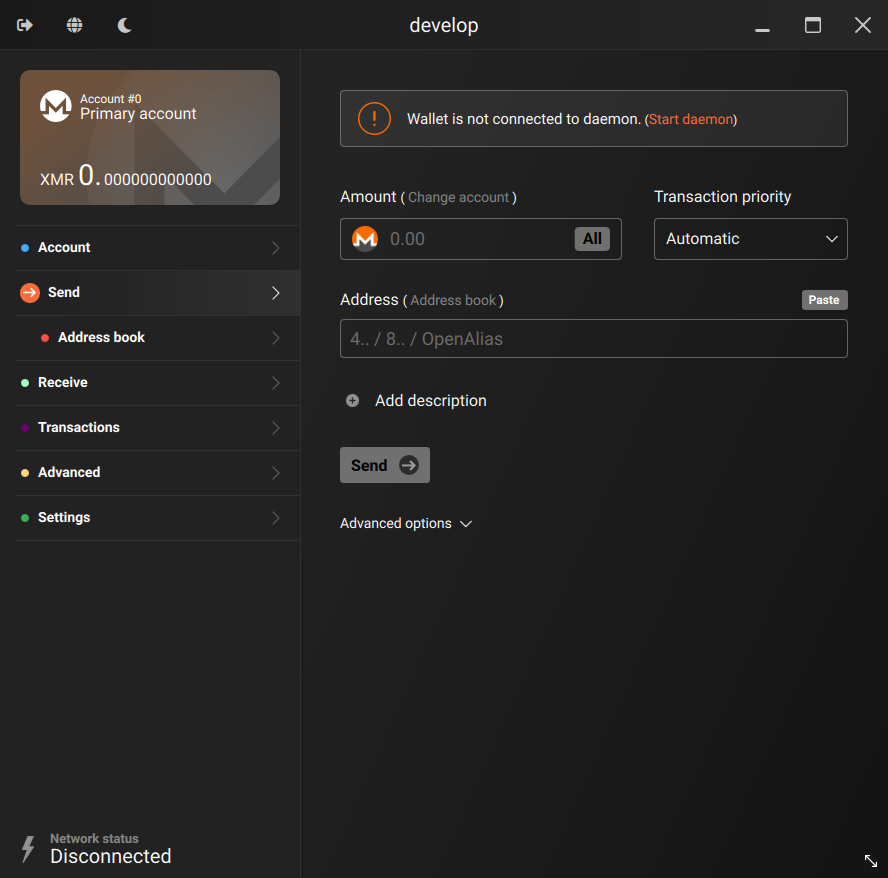 develop
Account #0
Primary account
XMR 0.000000000000
Account
Send
Address book
Receive
Transactions
Advanced
Settings
Network status
Disconnected
Wallet is not connected to daemon. (Start daemon)
Amount ( Change account )
Transaction priority
0.00
All
Automatic
Address ( Address book )
Paste
4.. / 8.. / OpenAlias
Add description
Send
Advanced options